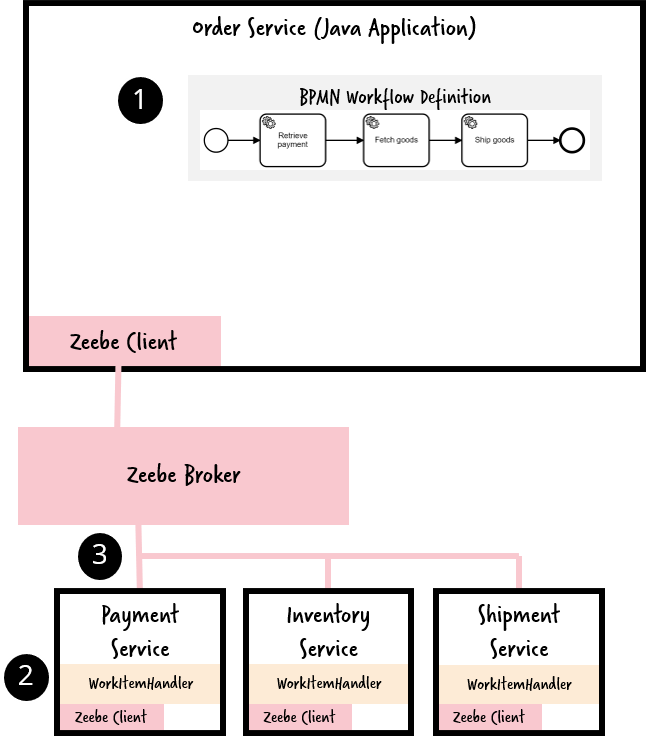 Order Service (Java Application)
1
BPMN Workflow Definition
Retrieve
payment
Fetch goods
Ship goods
Zeebe Client
Zeebe Broker
3
Payment
Service
Inventory
Service
Shipment
Service
2
WorkItemHandler
WorkItemHandler
WorkItemHandler
Zeebe Client
Zeebe Client
Zeebe Client